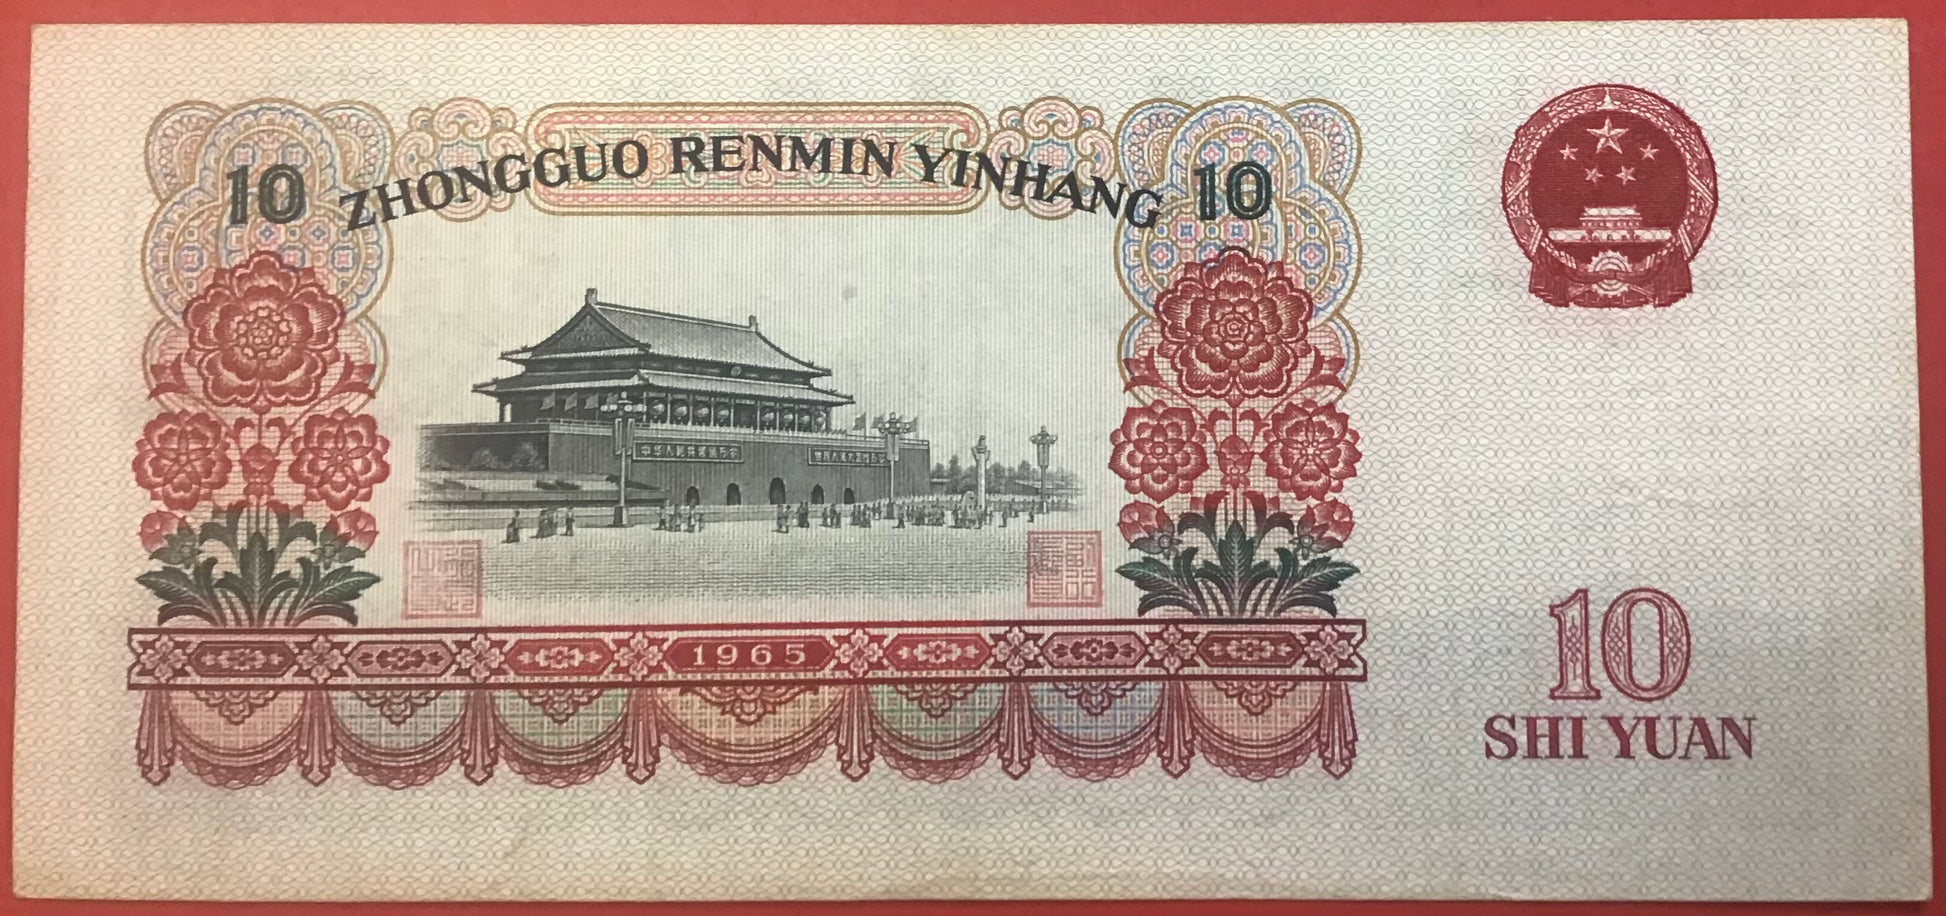 10 ZHONGGUO RENMIN YINHANG 10
1965
10
SHI YUAN